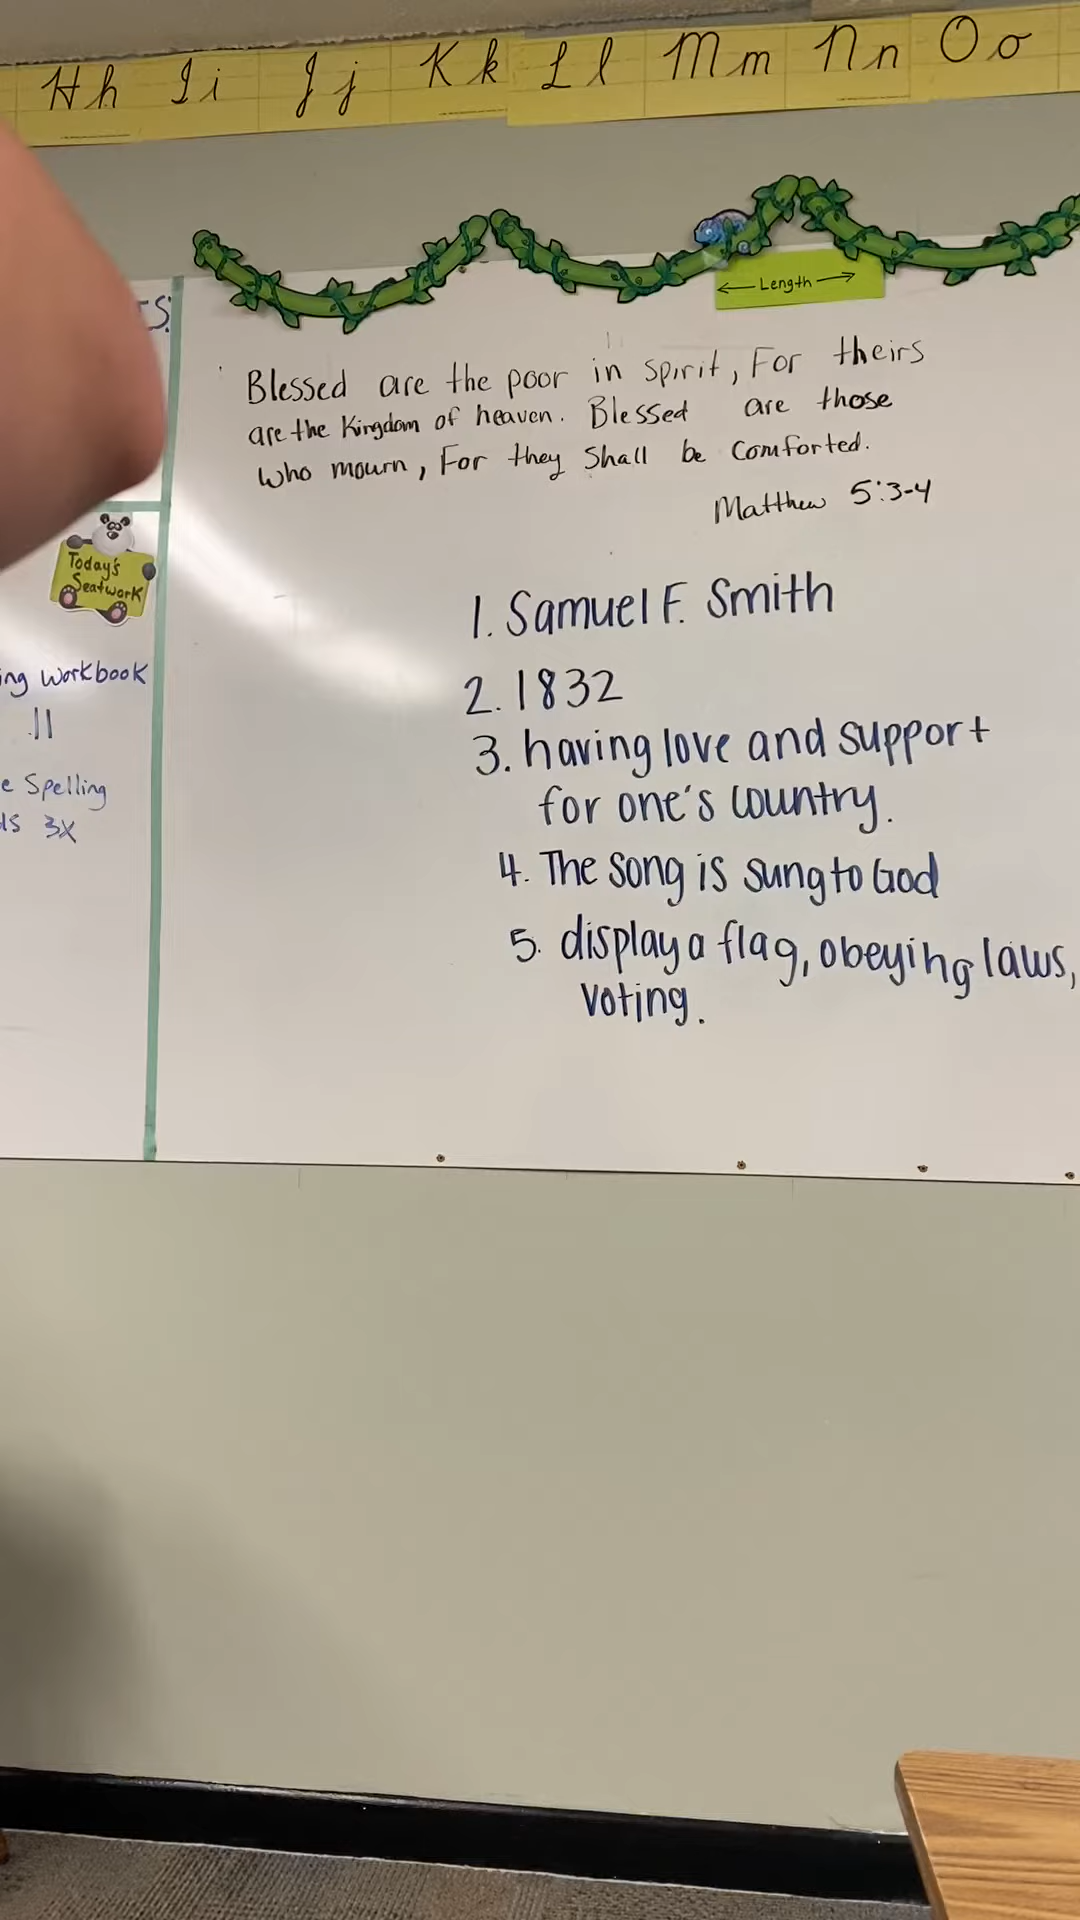 Hh Ii Jj Kk Ll Mm Nn Oo
Length
Blessed are the poor in spirit, For theirs
are the Kingdom of heaven. Blessed are those
who mourn, For they shall be comforted.
Matthew 5:3-4
Today's
Seatwork
ing workbook
11
e Spelling
ds 3x
1. Samuel F. Smith
2. 1832
3. having love and support
for one's country.
4. The song is sung to God
5. display a flag, obeying laws,
voting.